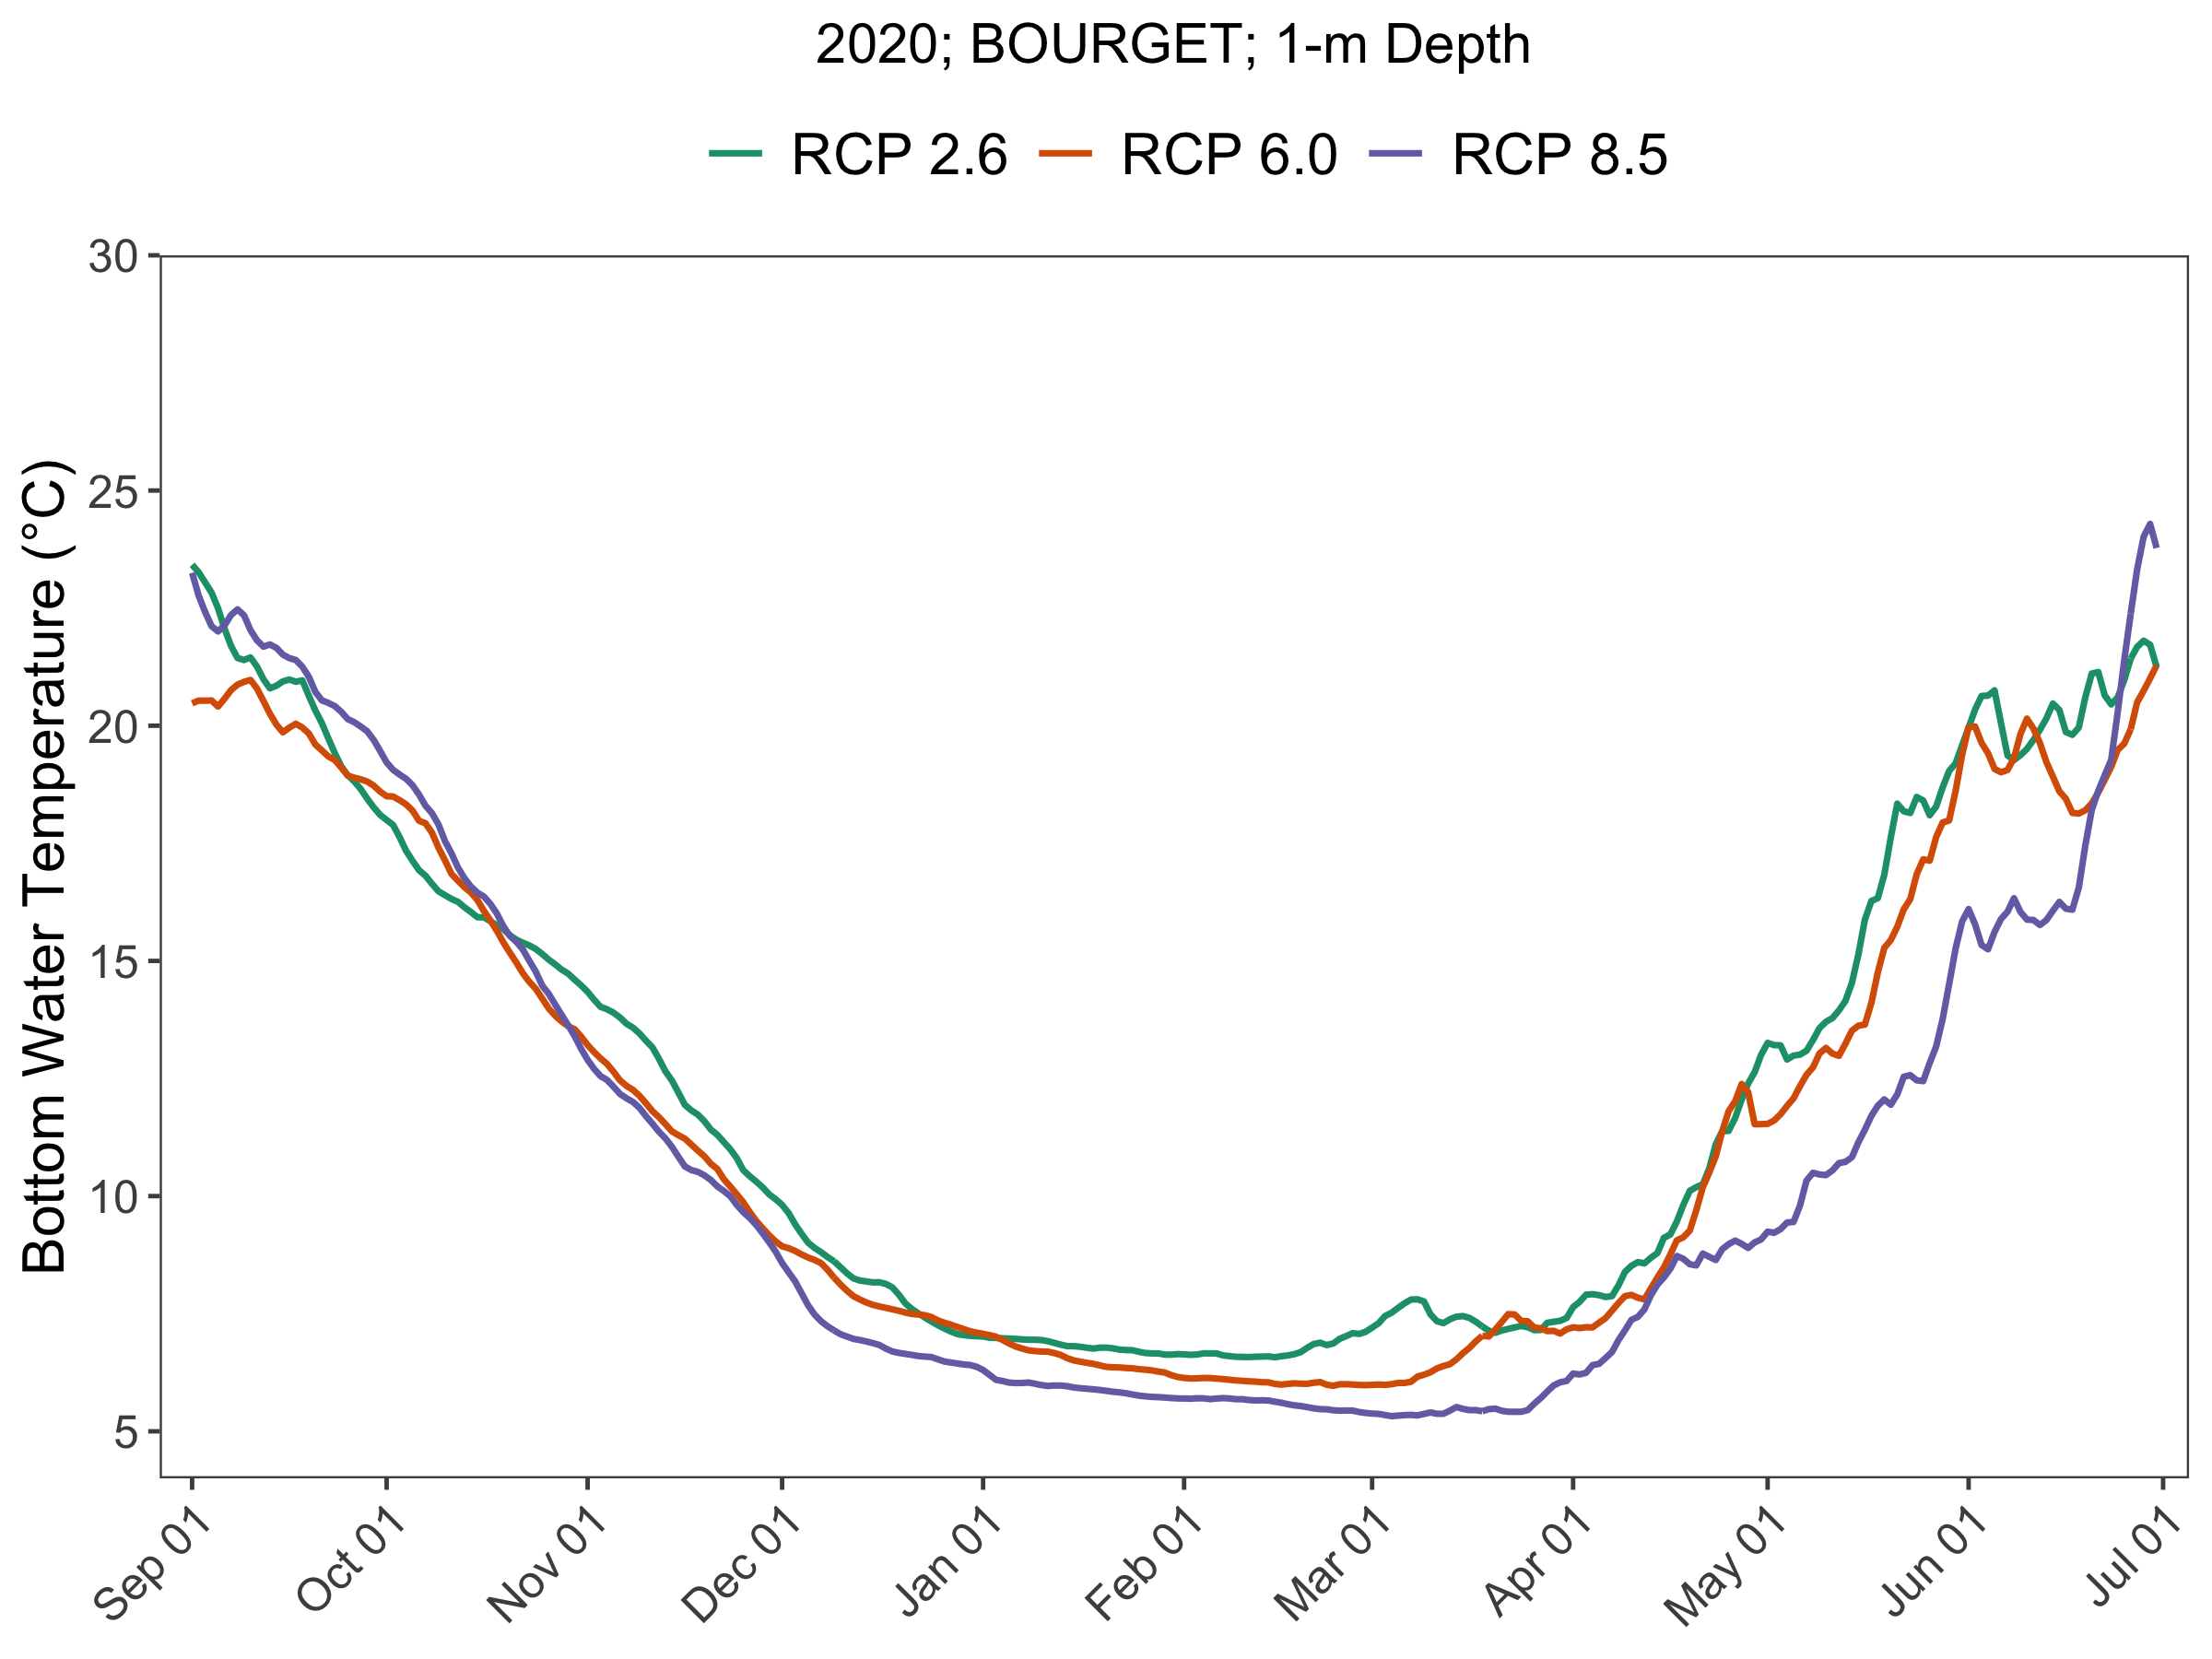 2020; BOURGET; 1-m Depth
RCP 2.6 RCP 6.0 RCP 8.5
Bottom Water Temperature (°C)
30
25
20
15
10
5
Sep 01 Oct 01 Nov 01 Dec 01 Jan 01 Feb 01 Mar 01 Apr 01 May 01 Jun 01 Jul 01